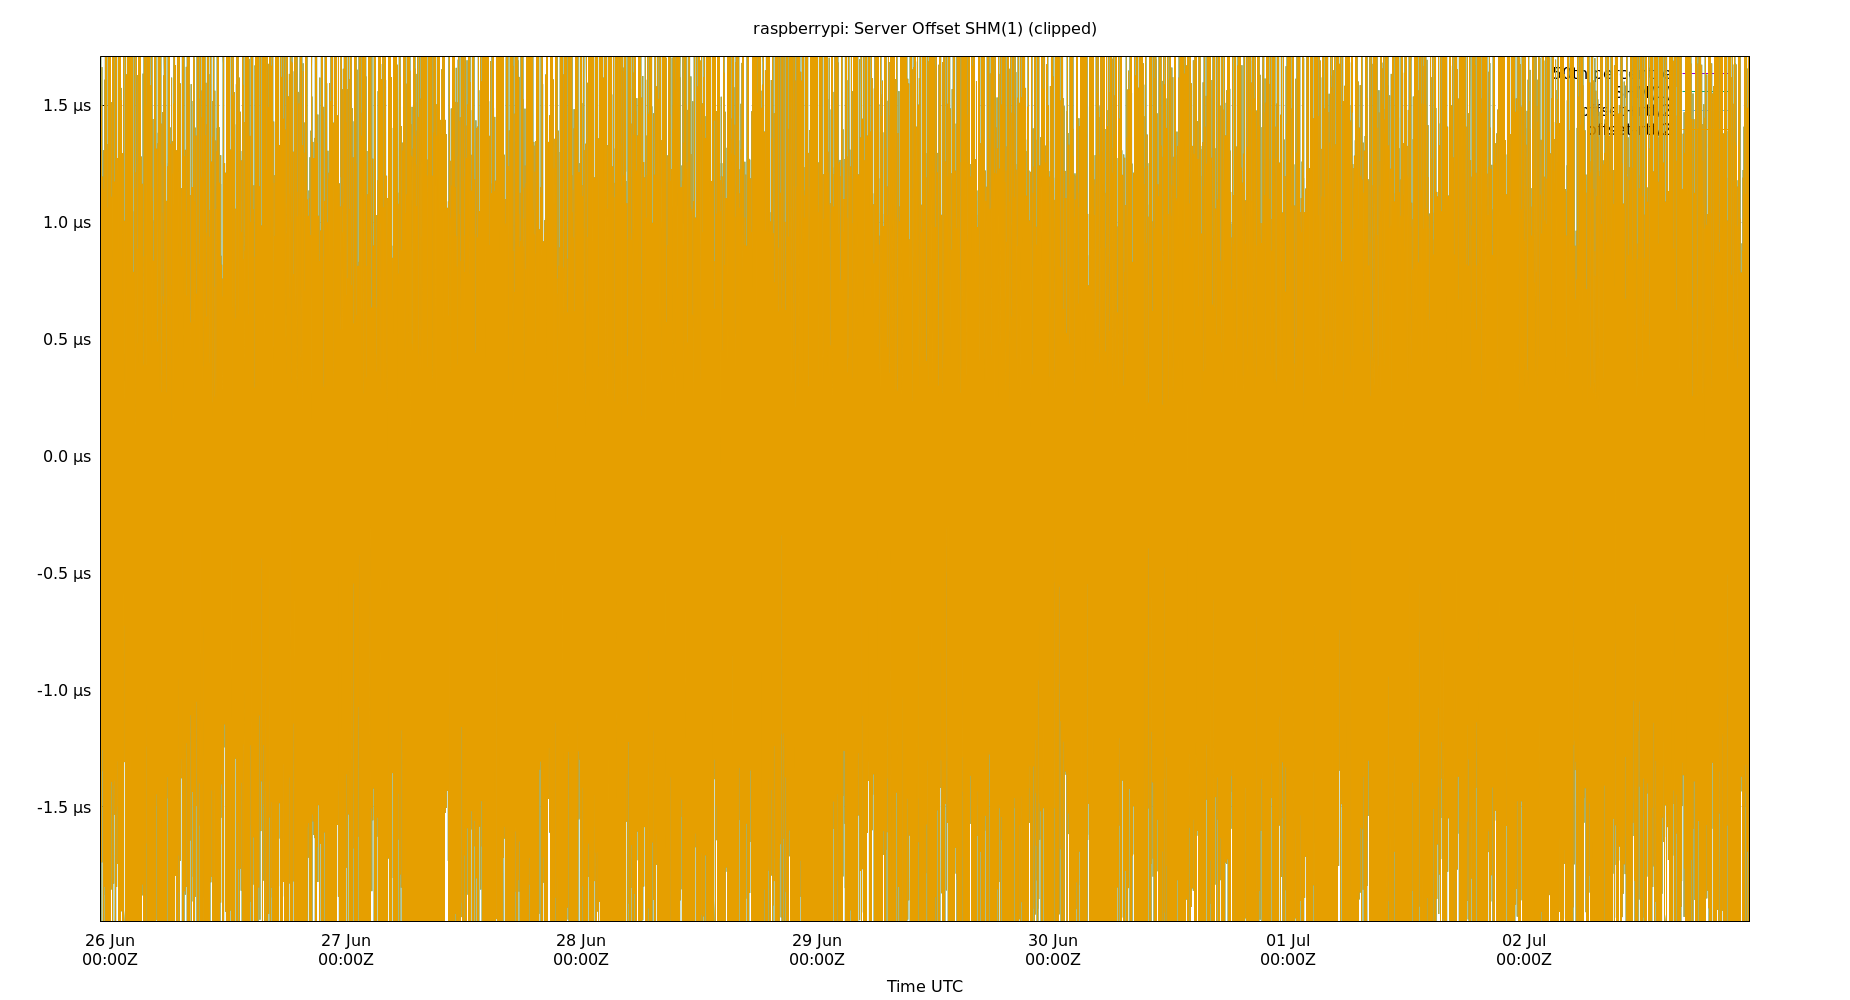 raspberrypi: Server Offset SHM(1) (clipped)
1.5 µs
1.0 µs
0.5 µs
0.0 µs
-0.5 µs
-1.0 µs
-1.5 µs
26 Jun 27 Jun 28 Jun 29 Jun 30 Jun 01 Jul 02 Jul
00:00Z 00:00Z 00:00Z 00:00Z 00:00Z 00:00Z 00:00Z
Time UTC